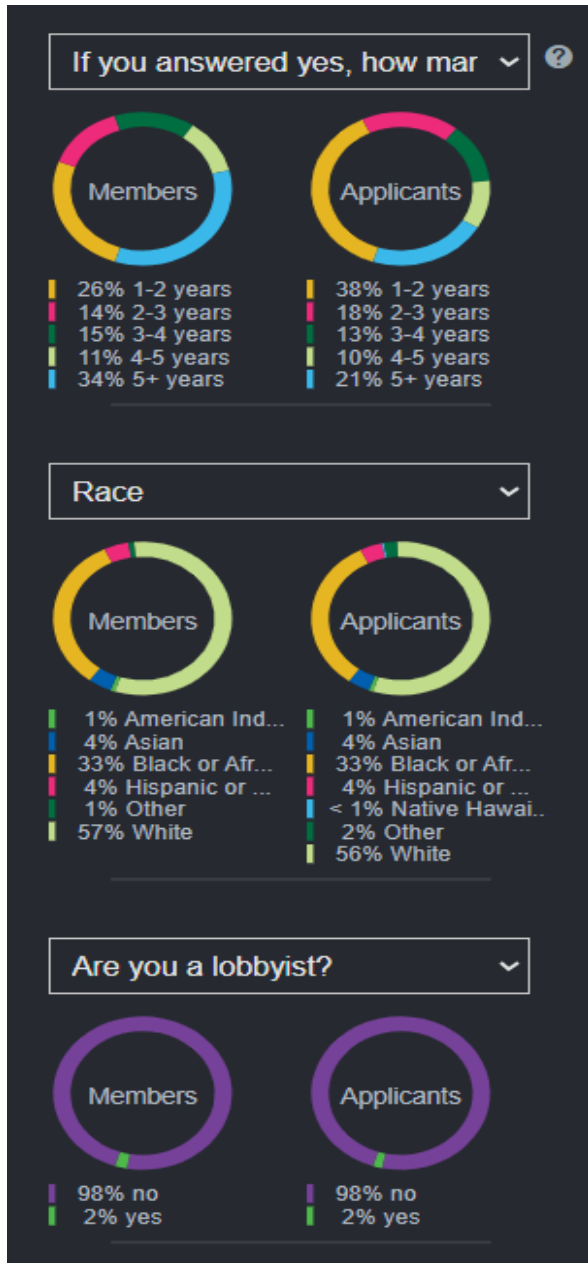 If you answered yes, how mar
?
Members
Applicants
26% 1-2 years
14% 2-3 years
15% 3-4 years
11% 4-5 years
34% 5+ years
38% 1-2 years
18% 2-3 years
13% 3-4 years
10% 4-5 years
21% 5+ years
Race
Members
Applicants
1% American Ind...
4% Asian
33% Black or Afr...
4% Hispanic or ...
1% Other
57% White
1% American Ind...
4% Asian
33% Black or Afr...
4% Hispanic or ...
< 1% Native Hawai..
2% Other
56% White
Are you a lobbyist?
Members
Applicants
98% no
2% yes
98% no
2% yes